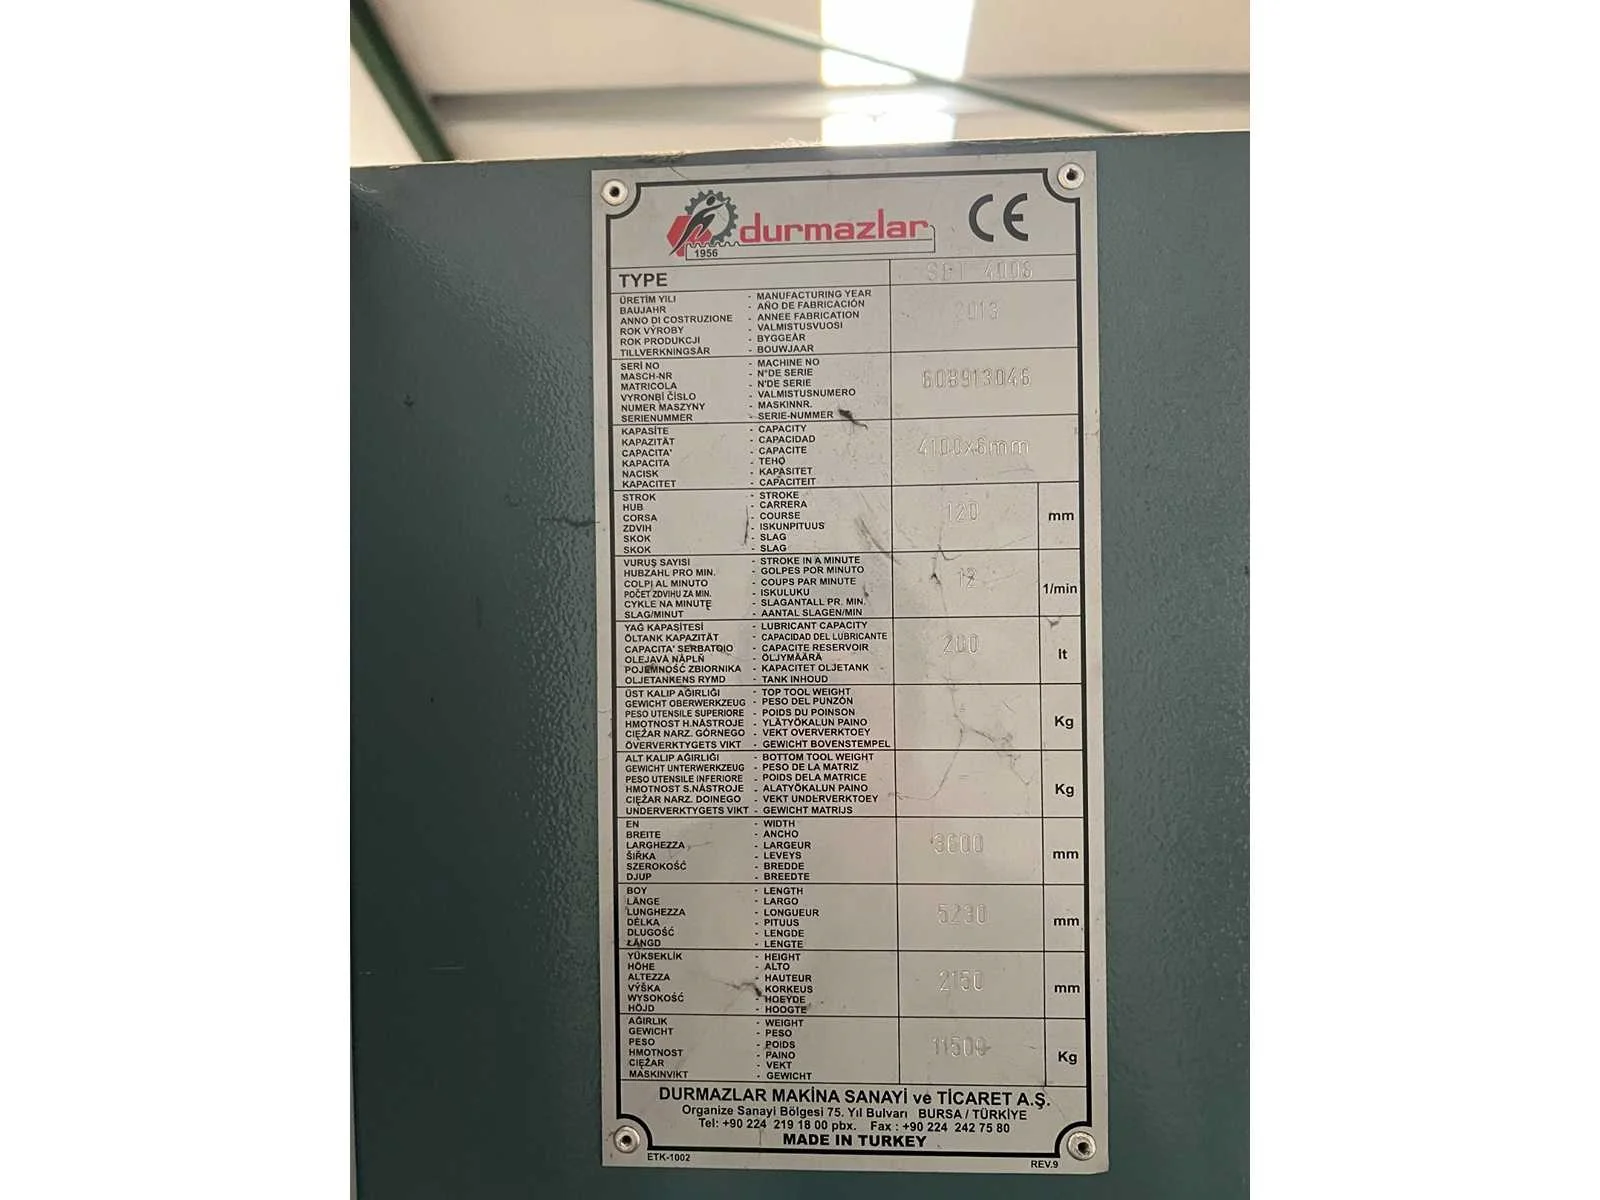 durmazlar CE
1956
TYPE SBT 4006
ÜRETİM YILI - MANUFACTURING YEAR
BAUJAHR - AÑO DE FABRICACIÓN
ANNO DI COSTRUZIONE - ANNEE FABRICATION
ROK VÝROBY - VALMISTUSVUOSI
ROK PRODUKCJI - BYGGEÅR
TILLVERKNINGSÅR - BOUWJAAR
2013
SERİ NO - MACHINE NO
MASCH-NR - N°DE SERIE
MATRICOLA - N'DE SERIE
VYRONBÍ ČÍSLO - VALMISTUSNUMERO
NUMER MASZYNY - MASKINNR.
SERIENUMMER - SERIE-NUMMER
608913046
KAPASİTE - CAPACITY
KAPAZITÄT - CAPACIDAD
CAPACITA' - CAPACITE
KAPACITA - TEHO
NACISK - KAPASITET
KAPACITET - CAPACITEIT
4100x6mm
STROK - STROKE
HUB - CARRERA
CORSA - COURSE
ZDVIH - ISKUNPITUUS
SKOK - SLAG
SKOK - SLAG
120 mm
VURUŞ SAYISI - STROKE IN A MINUTE
HUBZAHL PRO MIN. - GOLPES POR MINUTO
COLPI AL MINUTO - COUPS PAR MINUTE
POČET ZDVIHU ZA MIN. - ISKULUKU
CYKLE NA MINUTĘ - SLAGANTALL PR. MIN.
SLAG/MINUT - AANTAL SLAGEN/MIN
12 1/min
YAĞ KAPASİTESİ - LUBRICANT CAPACITY
ÖLTANK KAPAZITÄT - CAPACIDAD DEL LUBRICANTE
CAPACITA' SERBATOIO - CAPACITE RESERVOIR
OLEJAVÁ NÁPLŇ - ÖLJYMÄÄRÄ
POJEMNOŚĆ ZBIORNIKA - KAPACITET OLJETANK
OLJETANKENS RYMD - TANK INHOUD
200 lt
ÜST KALIP AĞIRLIĞI - TOP TOOL WEIGHT
GEWICHT OBERWERKZEUG - PESO DEL PUNZÓN
PESO UTENSILE SUPERIORE - POIDS DU POINSON
HMOTNOST H.NÁSTROJE - YLÄTYÖKALUN PAINO
CIĘŻAR NARZ. GÓRNEGO - VEKT OVERVERKTOEY
ÖVERVERKTYGETS VIKT - GEWICHT BOVENSTEMPEL
Kg
ALT KALIP AĞIRLIĞI - BOTTOM TOOL WEIGHT
GEWICHT UNTERWERKZEUG - PESO DE LA MATRIZ
PESO UTENSILE INFERIORE - POIDS DELA MATRICE
HMOTNOST S.NÁSTROJE - ALATYÖKALUN PAINO
CIĘŻAR NARZ. DOINEGO - VEKT UNDERVERKTOEY
UNDERVERKTYGETS VIKT - GEWICHT MATRIJS
Kg
EN - WIDTH
BREITE - ANCHO
LARGHEZZA - LARGEUR
ŠIŘKA - LEVEYS
SZEROKOŚĆ - BREDDE
DJUP - BREEDTE
3600 mm
BOY - LENGTH
LÄNGE - LARGO
LUNGHEZZA - LONGUEUR
DÉLKA - PITUUS
DLUGOŚĆ - LENGDE
LÄNGD - LENGTE
5230 mm
YÜKSEKLİK - HEIGHT
HÖHE - ALTO
ALTEZZA - HAUTEUR
VÝŠKA - KORKEUS
WYSOKOŚĆ - HOEYDE
HÖJD - HOOGTE
2150 mm
AĞIRLIK - WEIGHT
GEWICHT - PESO
PESO - POIDS
HMOTNOST - PAINO
CIĘŻAR - VEKT
MASKINVIKT - GEWICHT
11500 Kg
DURMAZLAR MAKİNA SANAYİ ve TİCARET A.Ş.
Organize Sanayi Bölgesi 75. Yıl Bulvarı BURSA / TÜRKİYE
Tel: +90 224 219 18 00 pbx. Fax : +90 224 242 75 80
MADE IN TURKEY
ETK-1002 REV.9